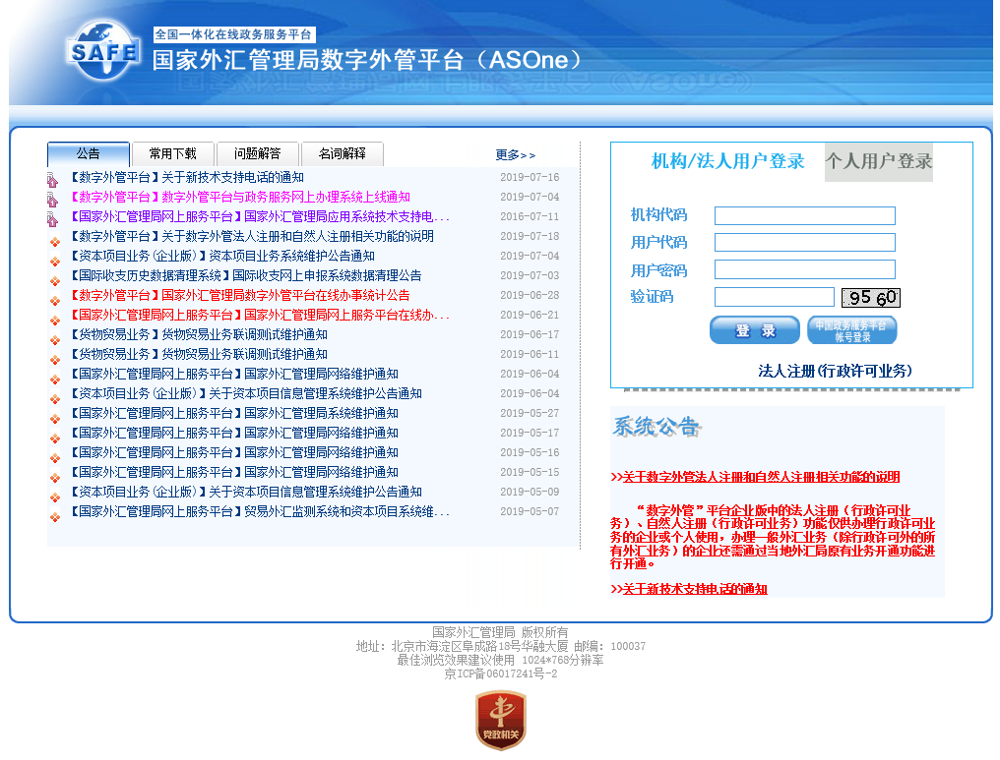 SAFE
全国一体化在线政务服务平台
国家外汇管理局数字外管平台（ASOne）
公告 常用下载 问题解答 名词解释 更多>>
【数字外管平台】关于新技术支持电话的通知 2019-07-16
【数字外管平台】数字外管平台与政务服务网上办理系统上线通知 2019-07-04
【国家外汇管理局网上服务平台】国家外汇管理局应用系统技术支持电... 2016-07-11
【数字外管平台】关于数字外管法人注册和自然人注册相关功能的说明 2019-07-18
【资本项目业务(企业版)】资本项目业务系统维护公告通知 2019-07-04
【国际收支历史数据清理系统】国际收支网上申报系统数据清理公告 2019-07-03
【数字外管平台】国家外汇管理局数字外管平台在线办事统计公告 2019-06-28
【国家外汇管理局网上服务平台】国家外汇管理局网上服务平台在线办... 2019-06-21
【货物贸易业务】货物贸易业务联调测试维护通知 2019-06-17
【货物贸易业务】货物贸易业务联调测试维护通知 2019-06-11
【国家外汇管理局网上服务平台】国家外汇管理局网络维护通知 2019-06-04
【资本项目业务(企业版)】关于资本项目信息管理系统维护公告通知 2019-06-04
【国家外汇管理局网上服务平台】国家外汇管理局系统维护通知 2019-05-27
【国家外汇管理局网上服务平台】国家外汇管理局网络维护通知 2019-05-17
【国家外汇管理局网上服务平台】国家外汇管理局网络维护通知 2019-05-16
【国家外汇管理局网上服务平台】国家外汇管理局网络维护通知 2019-05-15
【资本项目业务(企业版)】关于资本项目信息管理系统维护公告通知 2019-05-09
【国家外汇管理局网上服务平台】贸易外汇监测系统和资本项目系统维... 2019-05-07
机构/法人用户登录 个人用户登录
机构代码
用户代码
用户密码
验证码 9560
登 录 中国政务服务平台
帐号登录
法人注册(行政许可业务)
系统公告
>>关于数字外管法人注册和自然人注册相关功能的说明
“数字外管”平台企业版中的法人注册（行政许可业
务）、自然人注册（行政许可业务）功能仅供办理行政许可业
务的企业或个人使用，办理一般外汇业务（除行政许可外的所
有外汇业务）的企业还需通过当地外汇局原有业务开通功能进
行开通。
>>关于新技术支持电话的通知
国家外汇管理局 版权所有
地址：北京市海淀区阜成路18号华融大厦 邮编：100037
最佳浏览效果建议使用 1024*768分辨率
京ICP备06017241号-2
党政机关